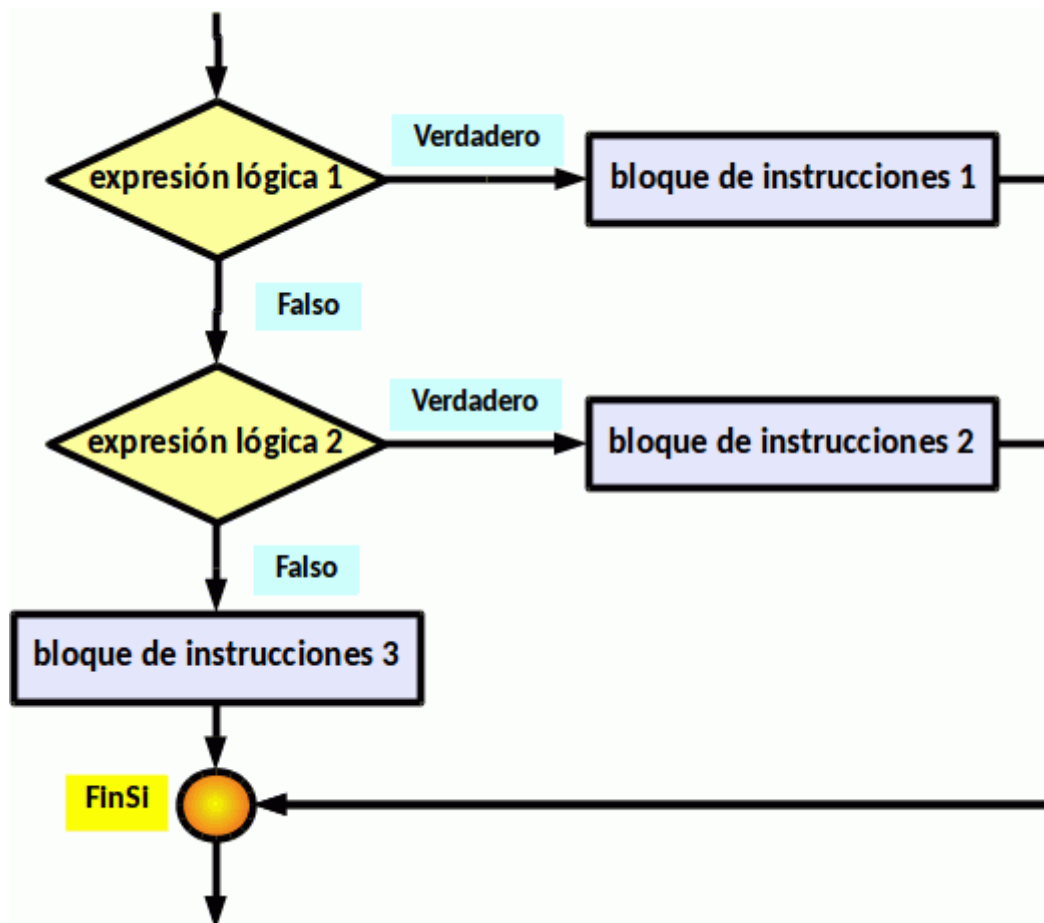 Verdadero
expresión lógica 1
bloque de instrucciones 1
Falso
Verdadero
expresión lógica 2
bloque de instrucciones 2
Falso
bloque de instrucciones 3
FinSi